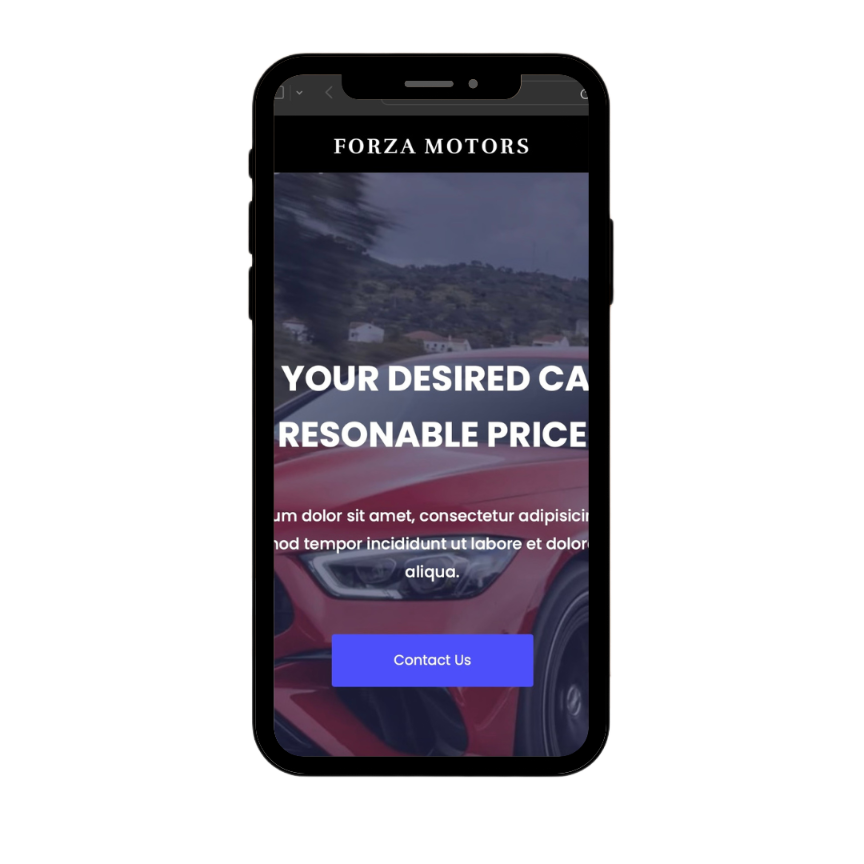 FORZA MOTORS
YOUR DESIRED CA
RESONABLE PRICE
um dolor sit amet, consectetur adipisicin
nod tempor incididunt ut labore et dolore
aliqua.
Contact Us